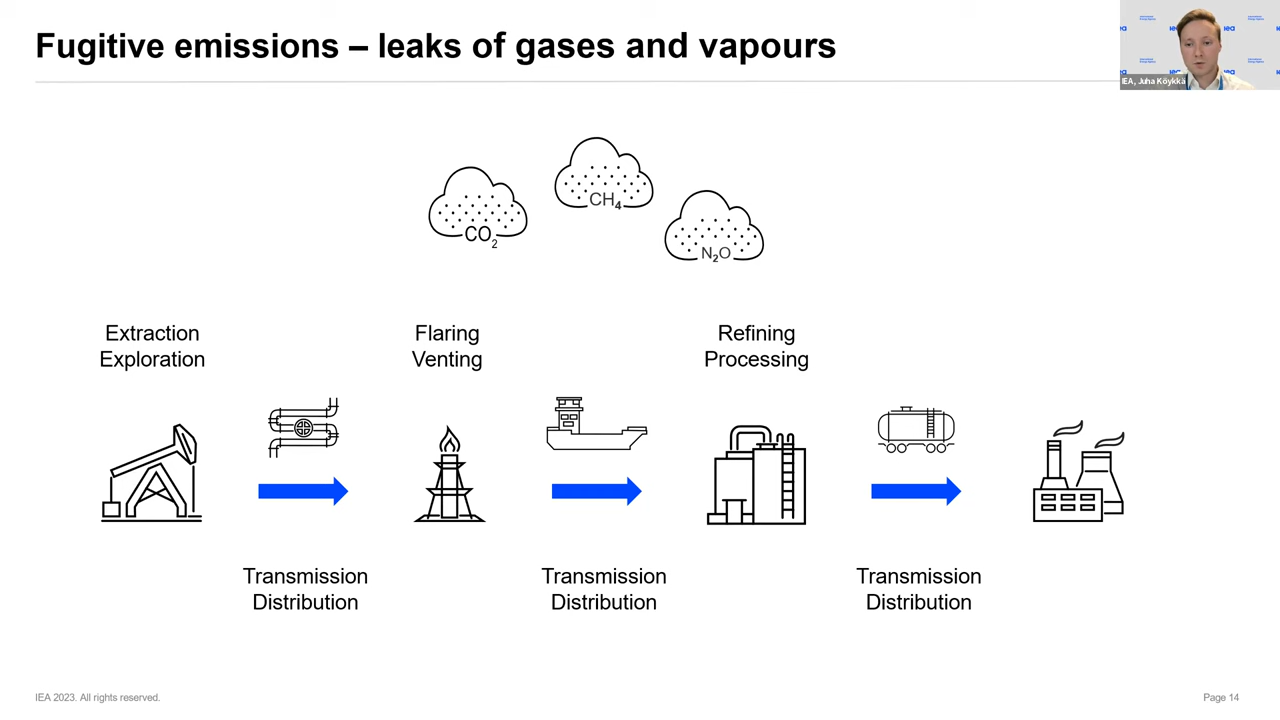 Fugitive emissions – leaks of gases and vapours
IEA, Juha Köykkä
CO2
CH4
N2O
Extraction
Exploration
Flaring
Venting
Refining
Processing
Transmission
Distribution
Transmission
Distribution
Transmission
Distribution
IEA 2023. All rights reserved.
Page 14